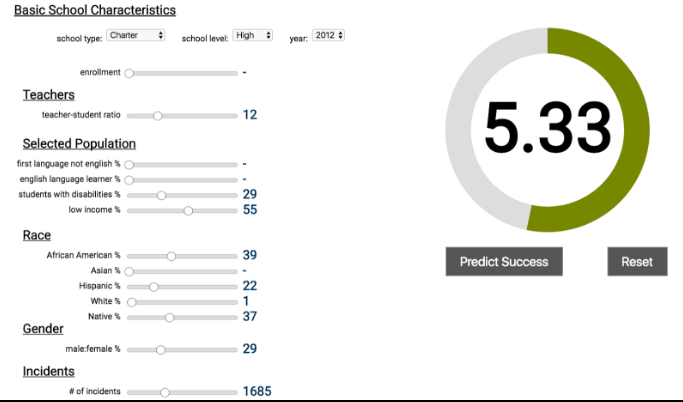 Basic School Characteristics
school type: Charter school level: High year: 2012
enrollment -
Teachers
teacher-student ratio 12
Selected Population
first language not english % -
english language learner % -
students with disabilities % 29
low income % 55
Race
African American % 39
Asian % -
Hispanic % 22
White % 1
Native % 37
Gender
male:female % 29
Incidents
# of incidents 1685
5.33
Predict Success Reset